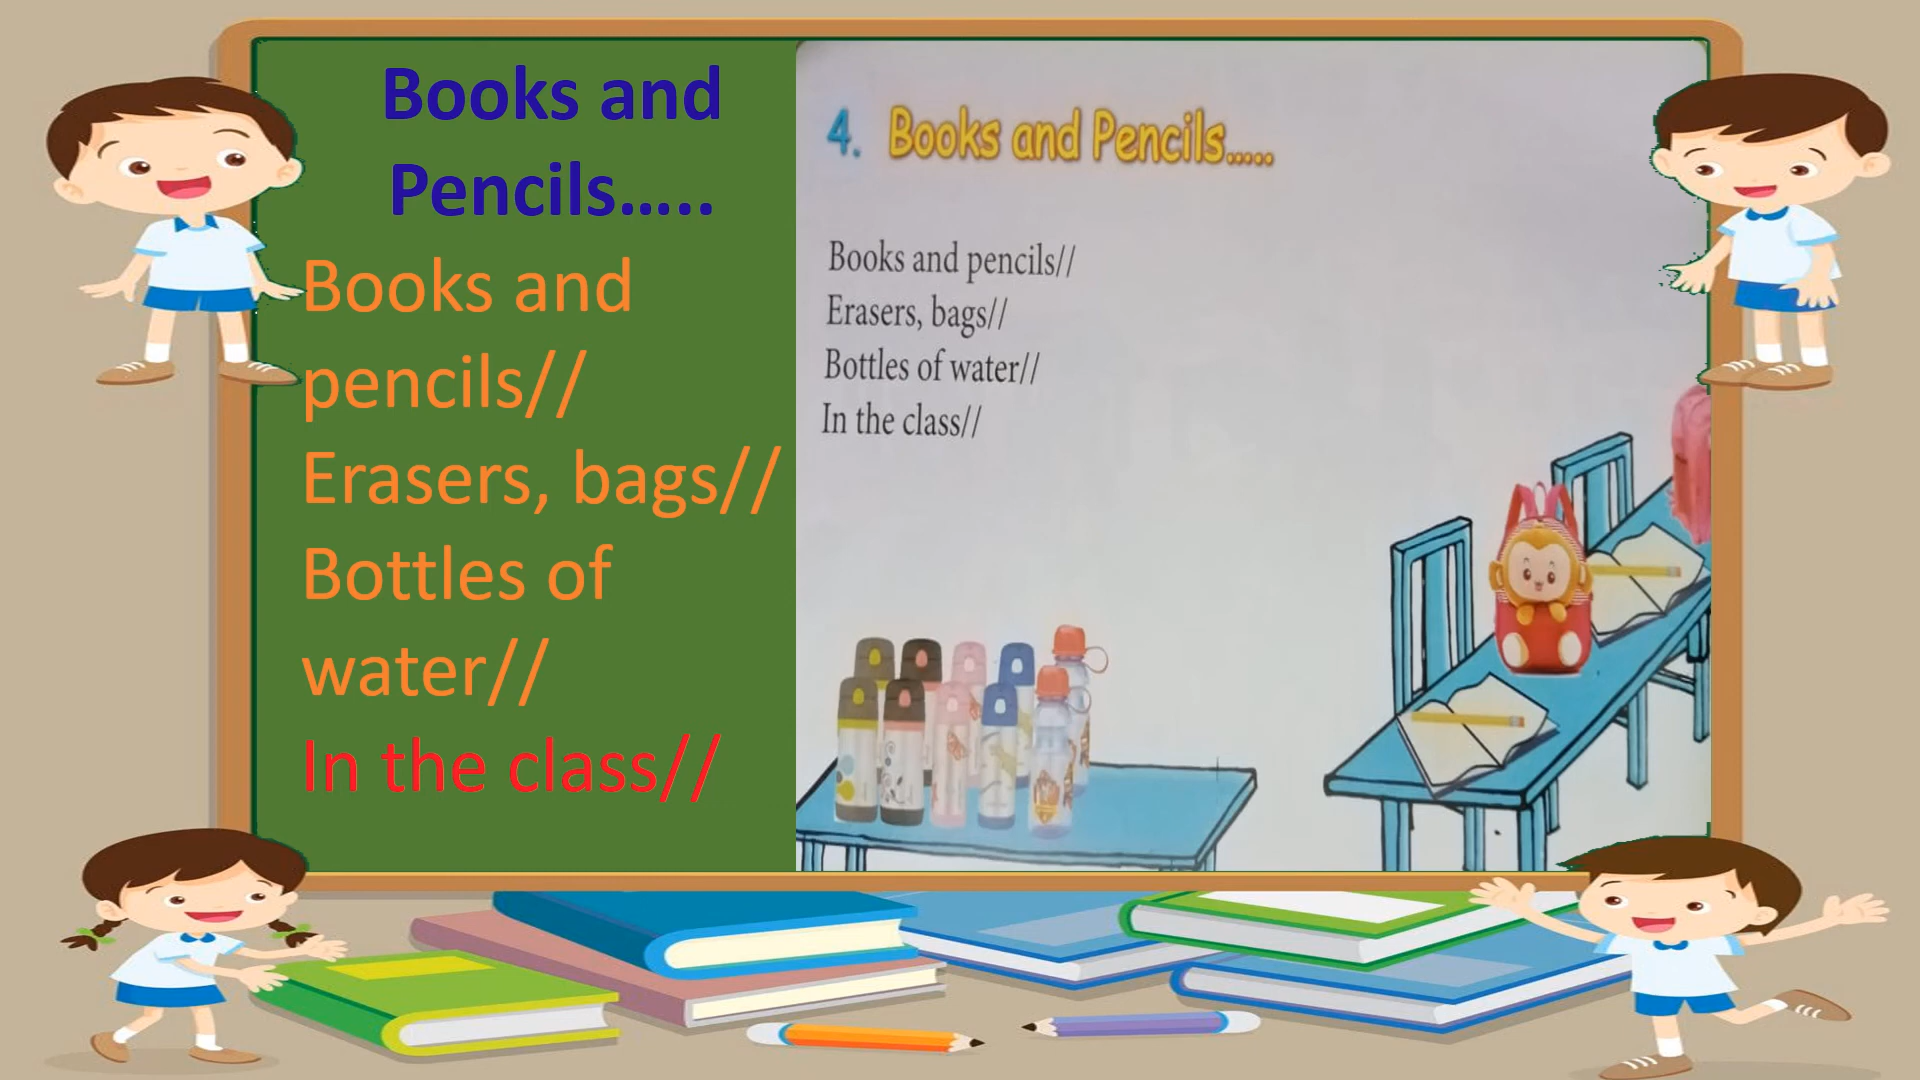 Books and
Pencils.....
Books and
pencils//
Erasers, bags//
Bottles of
water//
In the class//
4. Books and Pencils.....
Books and pencils//
Erasers, bags//
Bottles of water//
In the class//